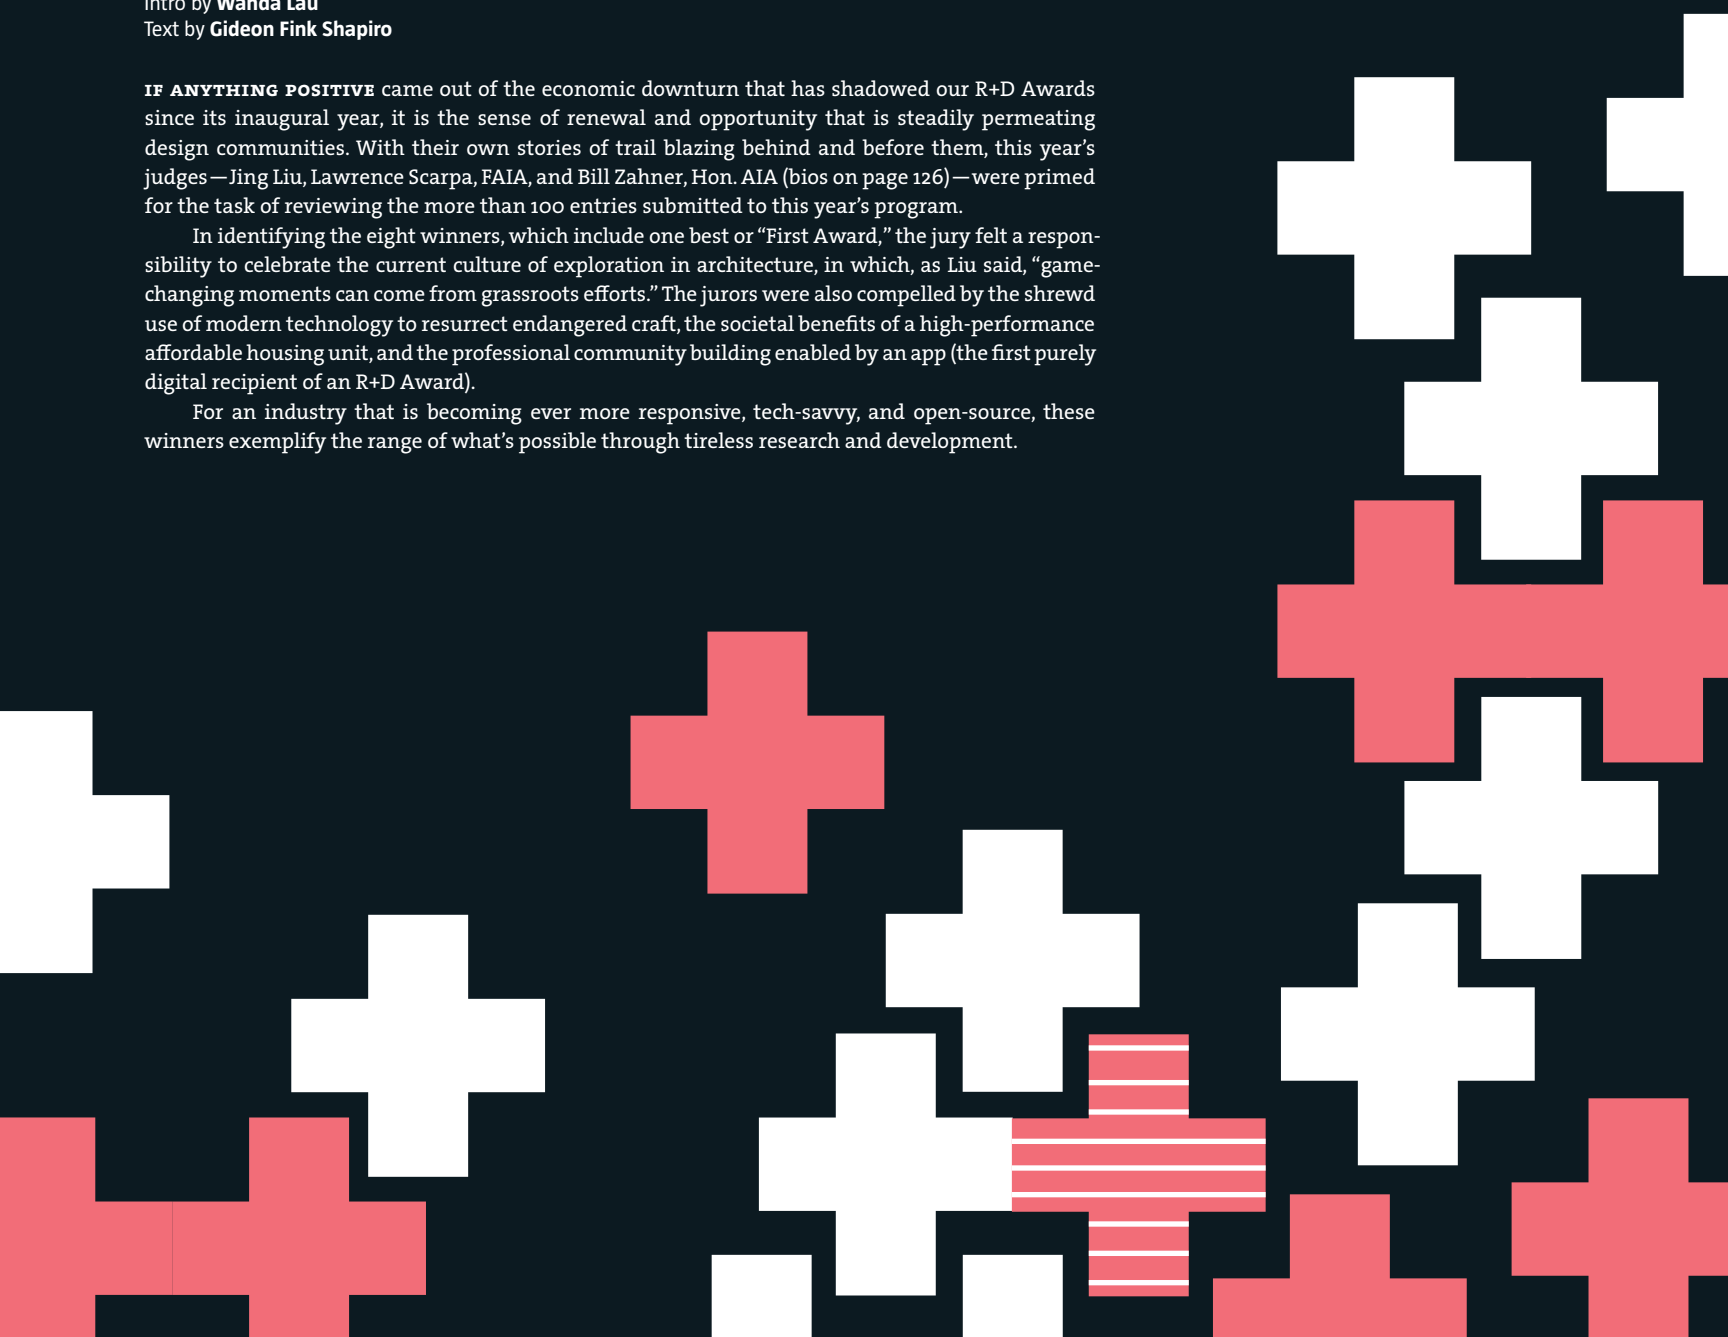 Intro by Wanda Lau
Text by Gideon Fink Shapiro
IF ANYTHING POSITIVE came out of the economic downturn that has shadowed our R+D Awards
since its inaugural year, it is the sense of renewal and opportunity that is steadily permeating
design communities. With their own stories of trail blazing behind and before them, this year’s
judges—Jing Liu, Lawrence Scarpa, FAIA, and Bill Zahner, Hon. AIA (bios on page 126)—were primed
for the task of reviewing the more than 100 entries submitted to this year’s program.
In identifying the eight winners, which include one best or “First Award,” the jury felt a respon-
sibility to celebrate the current culture of exploration in architecture, in which, as Liu said, “game-
changing moments can come from grassroots efforts.” The jurors were also compelled by the shrewd
use of modern technology to resurrect endangered craft, the societal benefits of a high-performance
affordable housing unit, and the professional community building enabled by an app (the first purely
digital recipient of an R+D Award).
For an industry that is becoming ever more responsive, tech-savvy, and open-source, these
winners exemplify the range of what’s possible through tireless research and development.